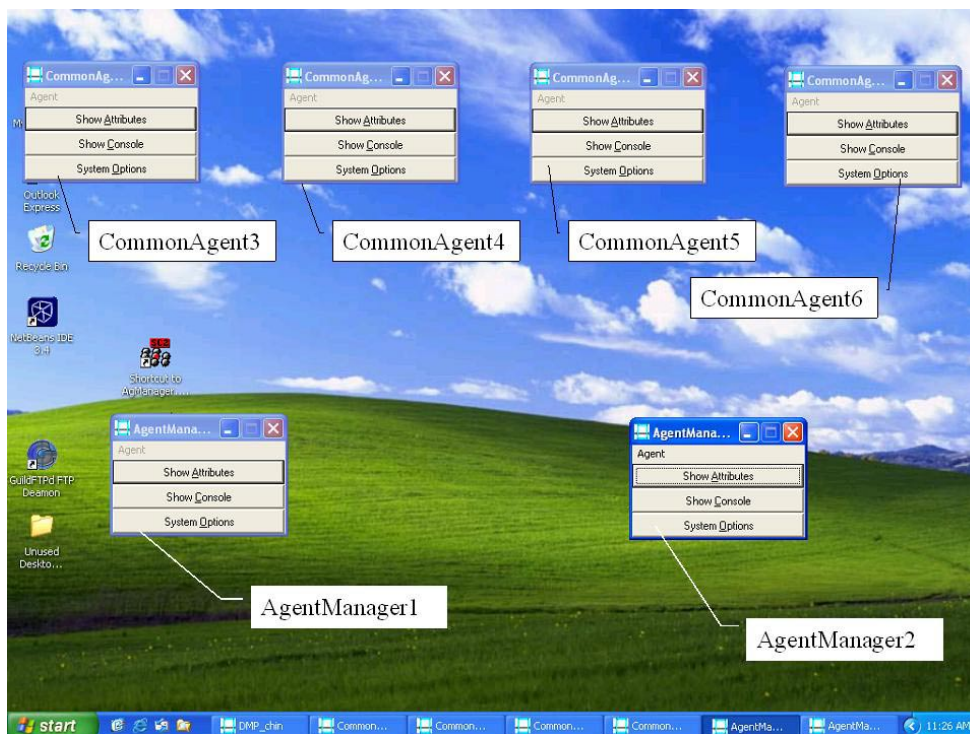 CommonAg...
Agent
Show Attributes
Show Console
System Options
CommonAg...
Agent
Show Attributes
Show Console
System Options
CommonAg...
Agent
Show Attributes
Show Console
System Options
CommonAg...
Agent
Show Attributes
Show Console
System Options
Outlook
Express
CommonAgent3
CommonAgent4
CommonAgent5
CommonAgent6
Recycle Bin
NetBeans IDE
3.4
Shortcut to
AgManager....
AgentMana...
Agent
Show Attributes
Show Console
System Options
AgentMana...
Agent
Show Attributes
Show Console
System Options
GuildFTPd FTP
Deamon
Unused
Deskto...
AgentManager1
AgentManager2
start
DMP_chin
Common...
Common...
Common...
Common...
AgentMa...
AgentMa...
11:26 AM